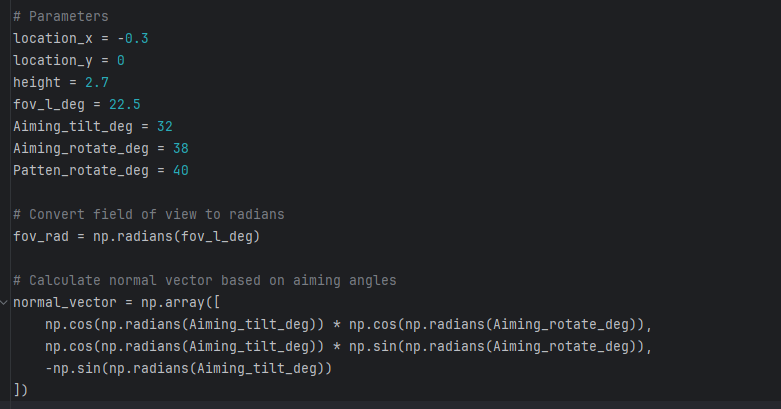 # Parameters
location_x = -0.3
location_y = 0
height = 2.7
fov_l_deg = 22.5
Aiming_tilt_deg = 32
Aiming_rotate_deg = 38
Patten_rotate_deg = 40
# Convert field of view to radians
fov_rad = np.radians(fov_l_deg)
# Calculate normal vector based on aiming angles
normal_vector = np.array([
    np.cos(np.radians(Aiming_tilt_deg)) * np.cos(np.radians(Aiming_rotate_deg)),
    np.cos(np.radians(Aiming_tilt_deg)) * np.sin(np.radians(Aiming_rotate_deg)),
    -np.sin(np.radians(Aiming_tilt_deg))
])